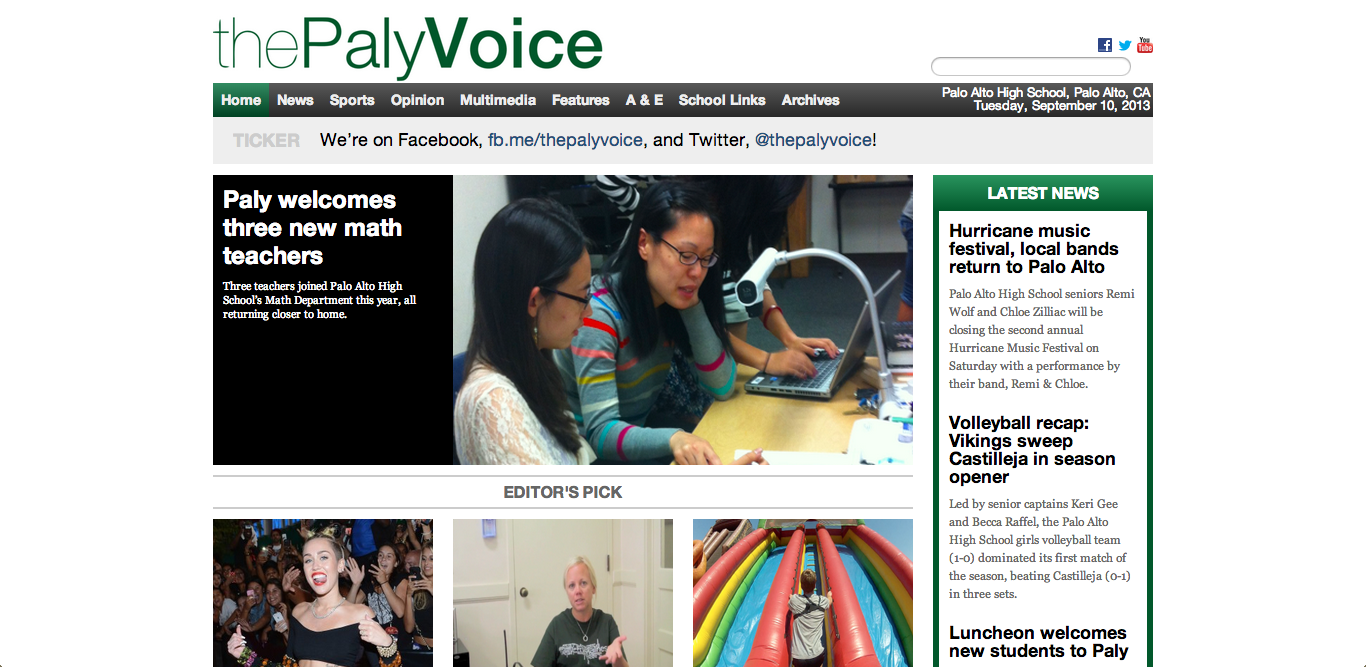 thePalyVoice
You
Tube
Home News Sports Opinion Multimedia Features A & E School Links Archives
Palo Alto High School, Palo Alto, CA
Tuesday, September 10, 2013
TICKER We're on Facebook, fb.me/thepalyvoice, and Twitter, @thepalyvoice!
Paly welcomes
three new math
teachers
Three teachers joined Palo Alto High
School's Math Department this year, all
returning closer to home.
EDITOR'S PICK
LATEST NEWS
Hurricane music
festival, local bands
return to Palo Alto
Palo Alto High School seniors Remi
Wolf and Chloe Zilliac will be
closing the second annual
Hurricane Music Festival on
Saturday with a performance by
their band, Remi & Chloe.
Volleyball recap:
Vikings sweep
Castilleja in season
opener
Led by senior captains Keri Gee
and Becca Raffel, the Palo Alto
High School girls volleyball team
(1-0) dominated its first match of
the season, beating Castilleja (0-1)
in three sets.
Luncheon welcomes
new students to Paly